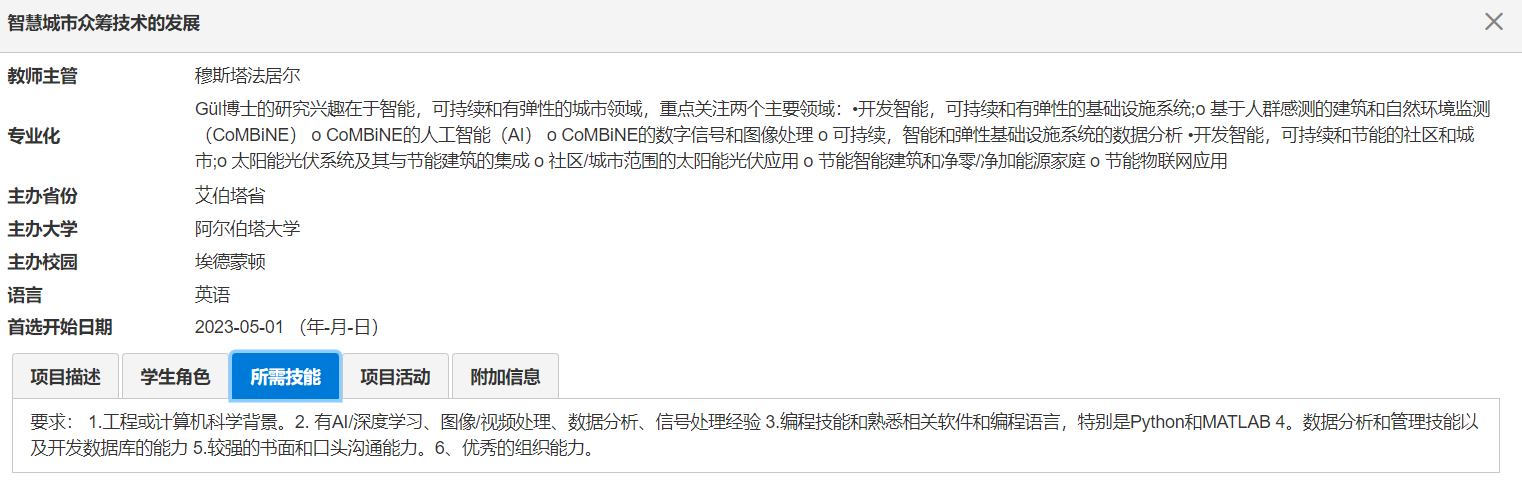 智慧城市众筹技术的发展
教师主管 穆斯塔法居尔
专业化 Gül博士的研究兴趣在于智能，可持续和有弹性的城市领域，重点关注两个主要领域：•开发智能，可持续和有弹性的基础设施系统;o 基于人群感测的建筑和自然环境监测
（CoMBiNE） o CoMBiNE的人工智能（AI） o CoMBiNE的数字信号和图像处理 o 可持续，智能和弹性基础设施系统的数据分析 •开发智能，可持续和节能的社区和城
市;o 太阳能光伏系统及其与节能建筑的集成 o 社区/城市范围的太阳能光伏应用 o 节能智能建筑和净零/净加能源家庭 o 节能物联网应用
主办省份 艾伯塔省
主办大学 阿尔伯塔大学
主办校园 埃德蒙顿
语言 英语
首选开始日期 2023-05-01 （年-月-日）
项目描述 学生角色 所需技能 项目活动 附加信息
要求： 1.工程或计算机科学背景。2. 有AI/深度学习、图像/视频处理、数据分析、信号处理经验 3.编程技能和熟悉相关软件和编程语言，特别是Python和MATLAB 4。数据分析和管理技能以
及开发数据库的能力 5.较强的书面和口头沟通能力。6、优秀的组织能力。